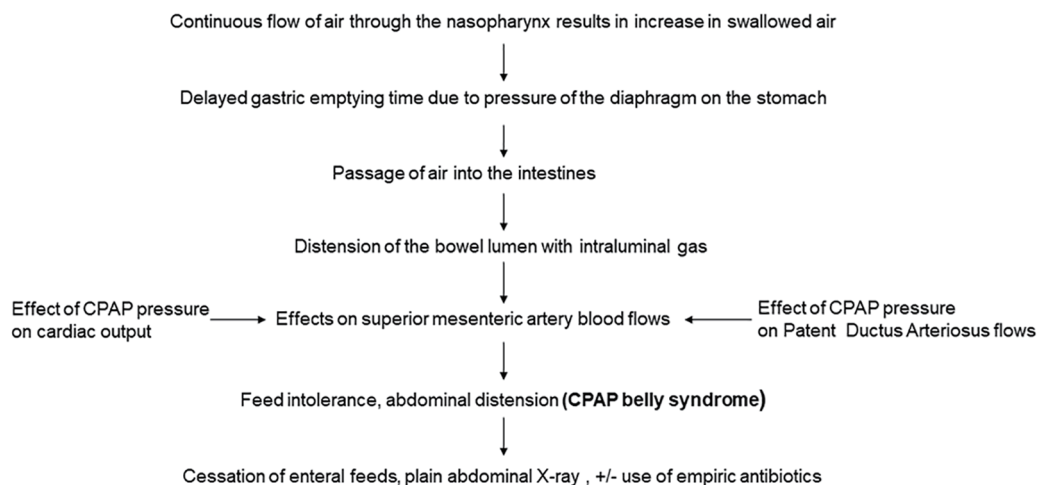 Continuous flow of air through the nasopharynx results in increase in swallowed air
Delayed gastric emptying time due to pressure of the diaphragm on the stomach
Passage of air into the intestines
Distension of the bowel lumen with intraluminal gas
Effect of CPAP pressure
on cardiac output
Effects on superior mesenteric artery blood flows
Effect of CPAP pressure
on Patent Ductus Arteriosus flows
Feed intolerance, abdominal distension (CPAP belly syndrome)
Cessation of enteral feeds, plain abdominal X-ray , +/- use of empiric antibiotics